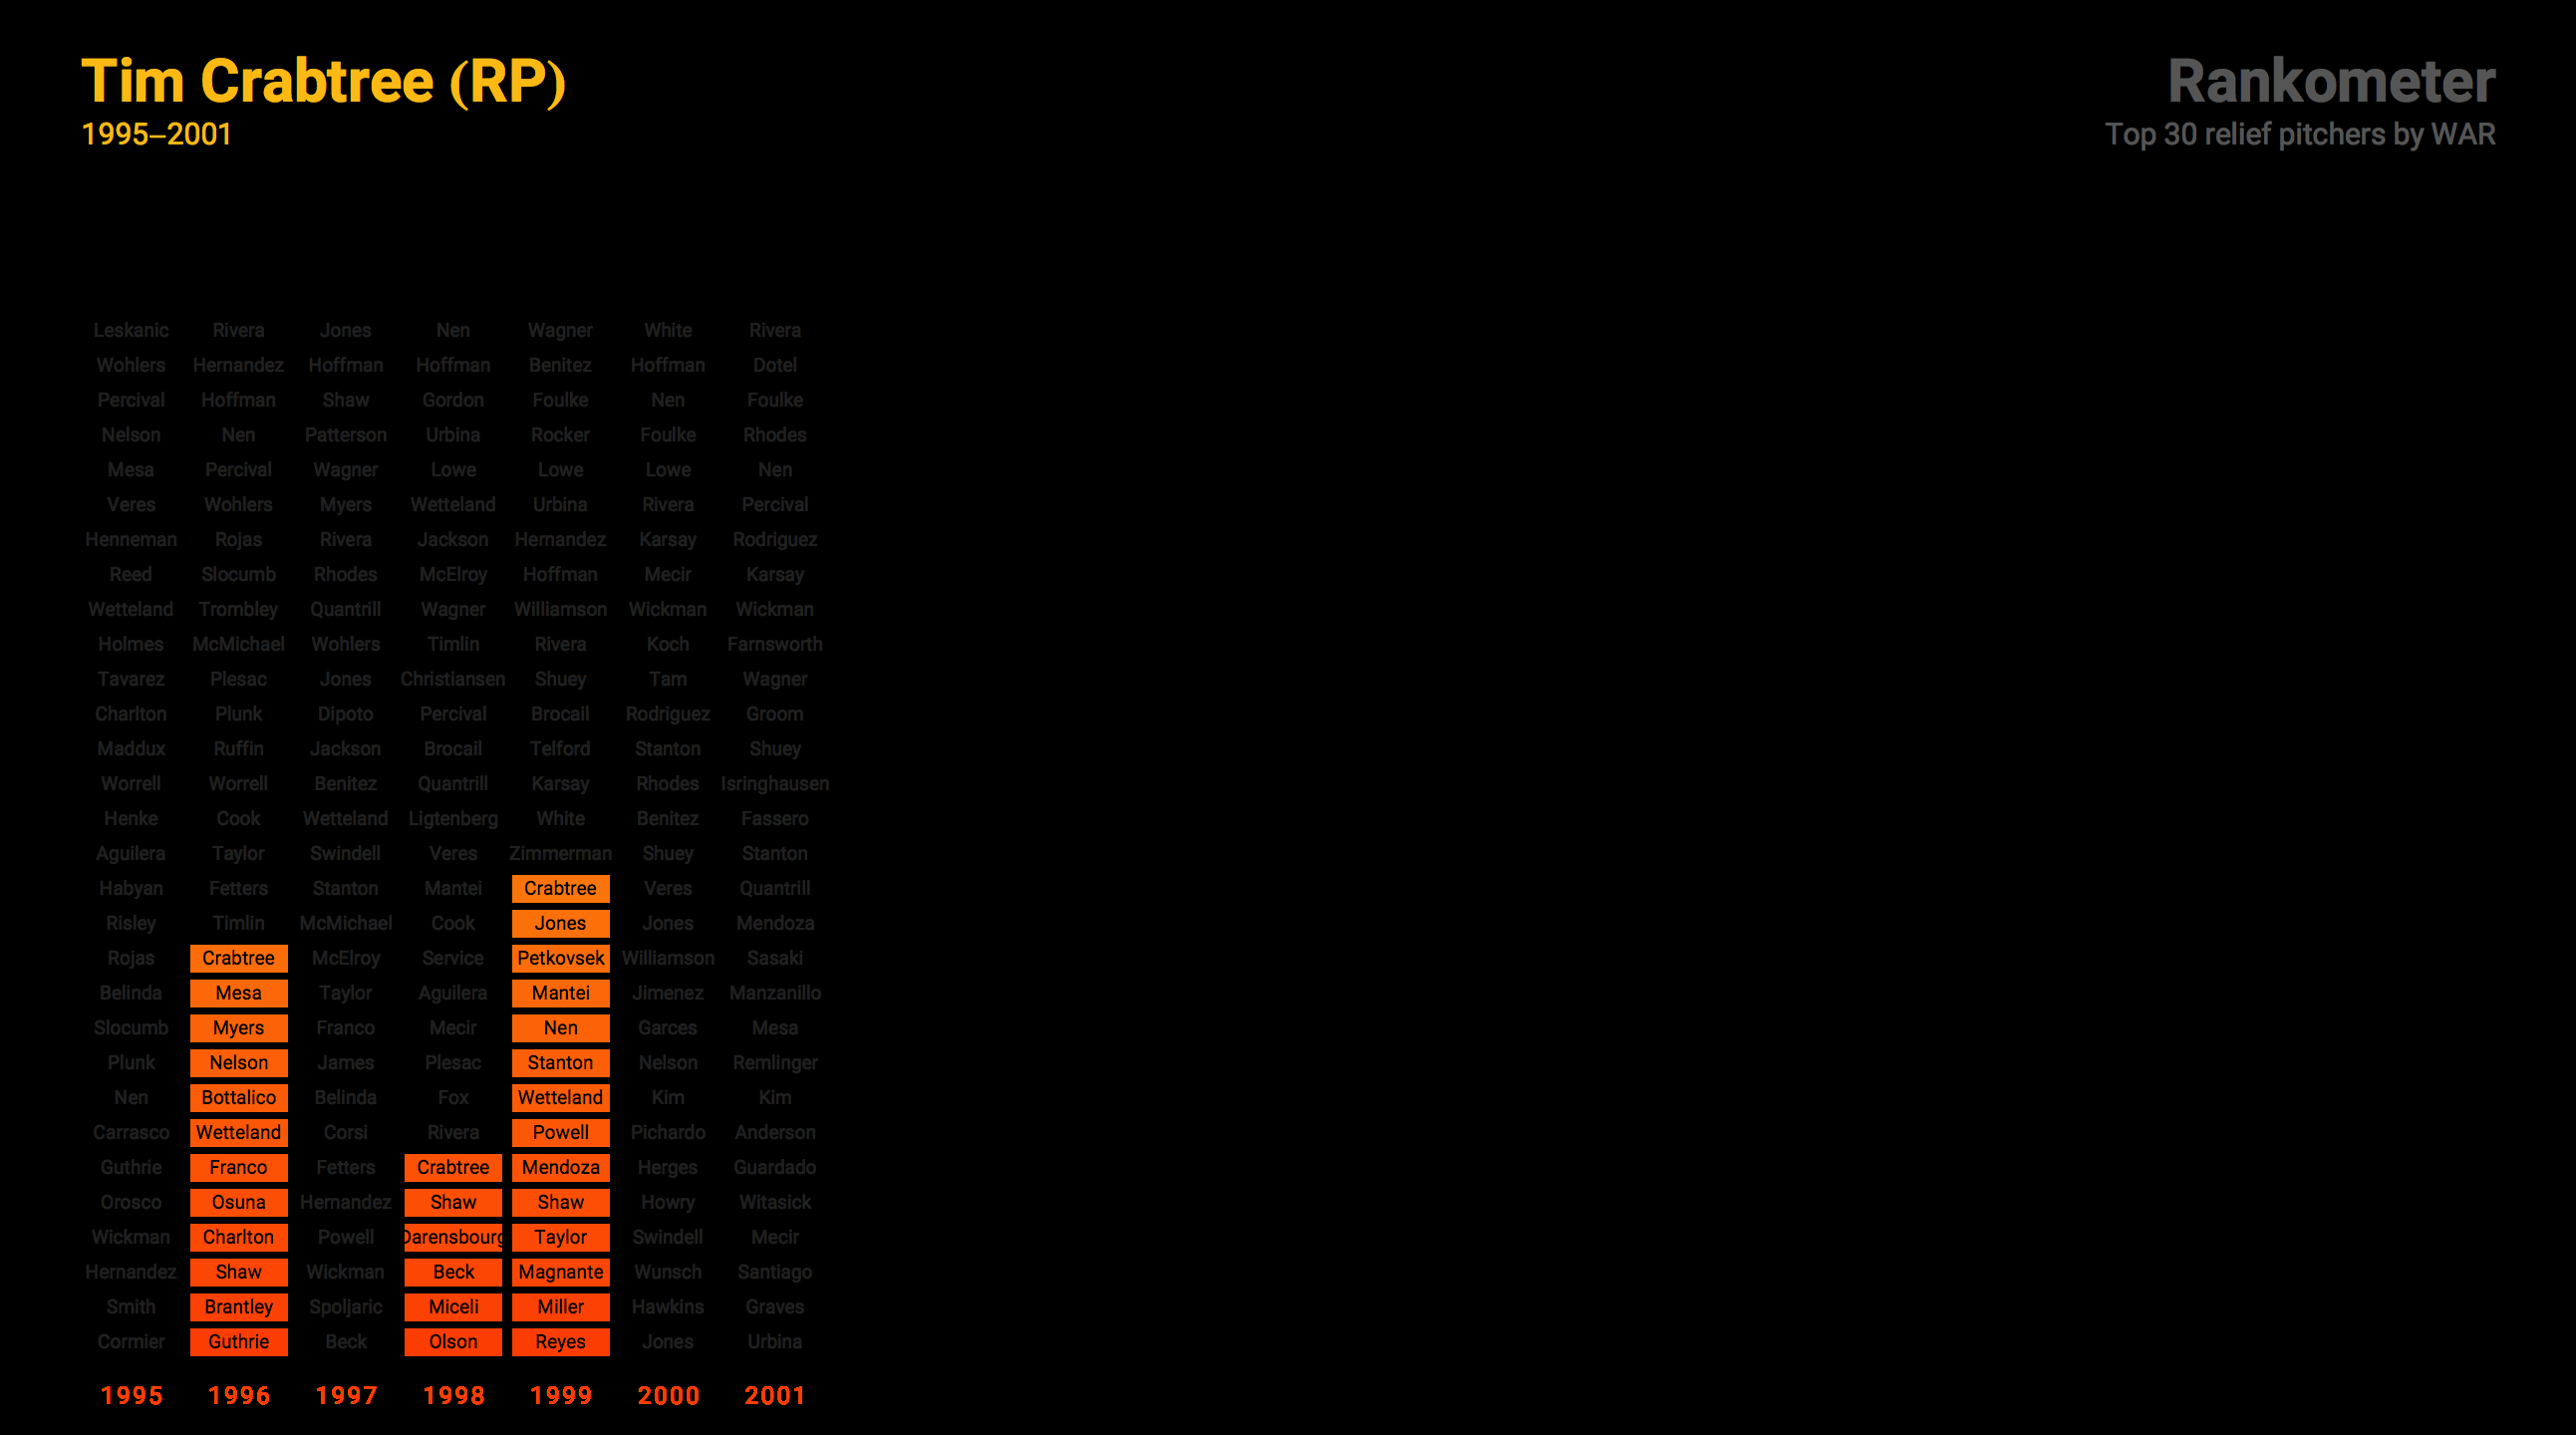 Tim Crabtree (RP)
1995–2001
Rankometer
Top 30 relief pitchers by WAR
Leskanic Rivera Jones Nen Wagner White Rivera
Wohlers Hernandez Hoffman Hoffman Benitez Hoffman Dotel
Percival Hoffman Shaw Gordon Foulke Nen Foulke
Nelson Nen Patterson Urbina Rocker Foulke Rhodes
Mesa Percival Wagner Lowe Lowe Lowe Nen
Veres Wohlers Myers Wetteland Urbina Rivera Percival
Henneman Rojas Rivera Jackson Hernandez Karsay Rodriguez
Reed Slocumb Rhodes McElroy Hoffman Mecir Karsay
Wetteland Trombley Quantrill Wagner Williamson Wickman Wickman
Holmes McMichael Wohlers Timlin Rivera Koch Farnsworth
Tavarez Plesac Jones Christiansen Shuey Tam Wagner
Charlton Plunk Dipoto Percival Brocail Rodriguez Groom
Maddux Ruffin Jackson Brocail Telford Stanton Shuey
Worrell Worrell Benitez Quantrill Karsay Rhodes Isringhausen
Henke Cook Wetteland Ligtenberg White Benitez Fassero
Aguilera Taylor Swindell Veres Zimmerman Shuey Stanton
Habyan Fetters Stanton Mantei Crabtree Veres Quantrill
Risley Timlin McMichael Cook Jones Jones Mendoza
Rojas Crabtree McElroy Service Petkovsek Williamson Sasaki
Belinda Mesa Taylor Aguilera Mantei Jimenez Manzanillo
Slocumb Myers Franco Mecir Nen Garces Mesa
Plunk Nelson James Plesac Stanton Nelson Remlinger
Nen Bottalico Belinda Fox Wetteland Kim Kim
Carrasco Wetteland Corsi Rivera Powell Pichardo Anderson
Guthrie Franco Fetters Crabtree Mendoza Herges Guardado
Orosco Osuna Hernandez Shaw Shaw Howry Witasick
Wickman Charlton Powell Darensbourg Taylor Swindell Mecir
Hernandez Shaw Wickman Beck Magnante Wunsch Santiago
Smith Brantley Spoljaric Miceli Miller Hawkins Graves
Cormier Guthrie Beck Olson Reyes Jones Urbina
1995 1996 1997 1998 1999 2000 2001